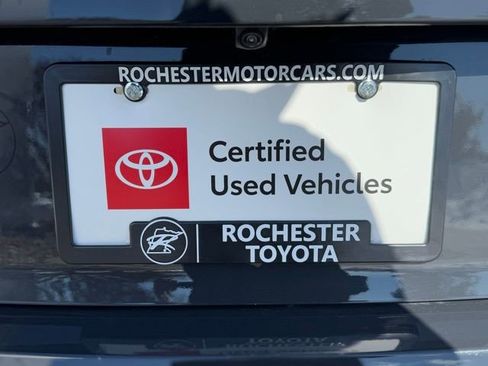 ROCHESTERMOTORCARS.COM
Certified
Used Vehicles
ROCHESTER
TOYOTA